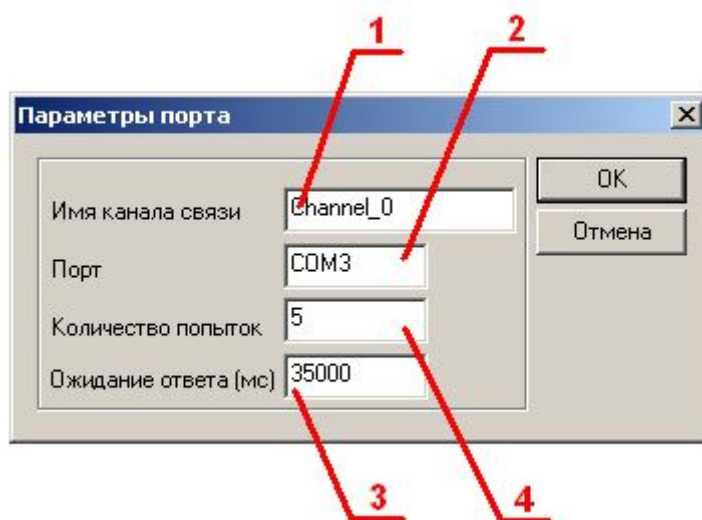 1 2
Параметры порта
Имя канала связи Channel_0
OK
Порт COM3
Отмена
Количество попыток 5
Ожидание ответа (мс) 35000
3 4